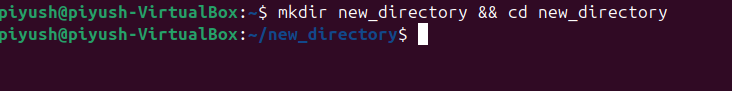 piyush@piyush-VirtualBox:~$ mkdir new_directory && cd new_directory
piyush@piyush-VirtualBox:~/new_directory$